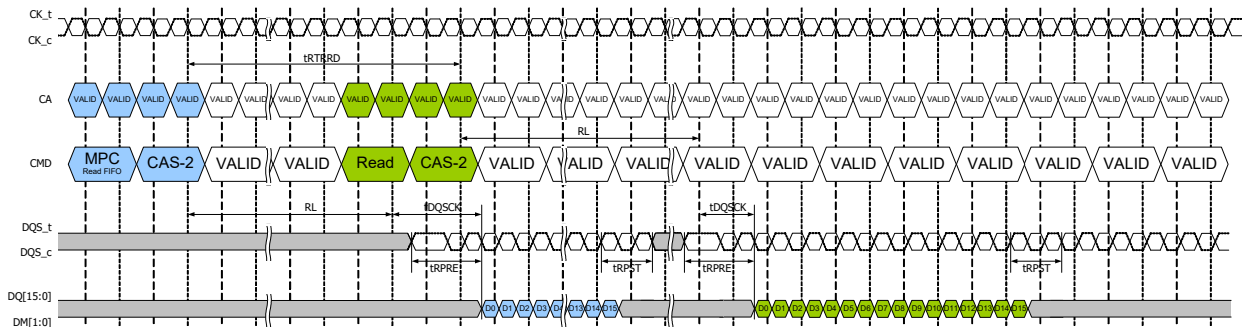 CK_t
CK_c
tRTRRD
CA VALID VALID VALID VALID VALID VALID VALID VALID VALID VALID VALID VALID VALID VALID VALID VALID VALID VALID VALID VALID VALID VALID VALID VALID VALID VALID VALID VALID VALID VALID VALID VALID VALID VALID
RL
CMD MPC CAS-2 VALID VALID Read CAS-2 VALID VALID VALID VALID VALID VALID VALID VALID VALID VALID VALID
Read FIFO
RL tDQSCK tDQSCK
DQS_t
DQS_c
tRPRE tRPST tRPRE tRPST
DQ[15:0]
D0 D1 D2 D3 D4 D13 D14 D15 D0 D1 D2 D3 D4 D5 D6 D7 D8 D9 D10 D11 D12 D13 D14 D15
DM[1:0]